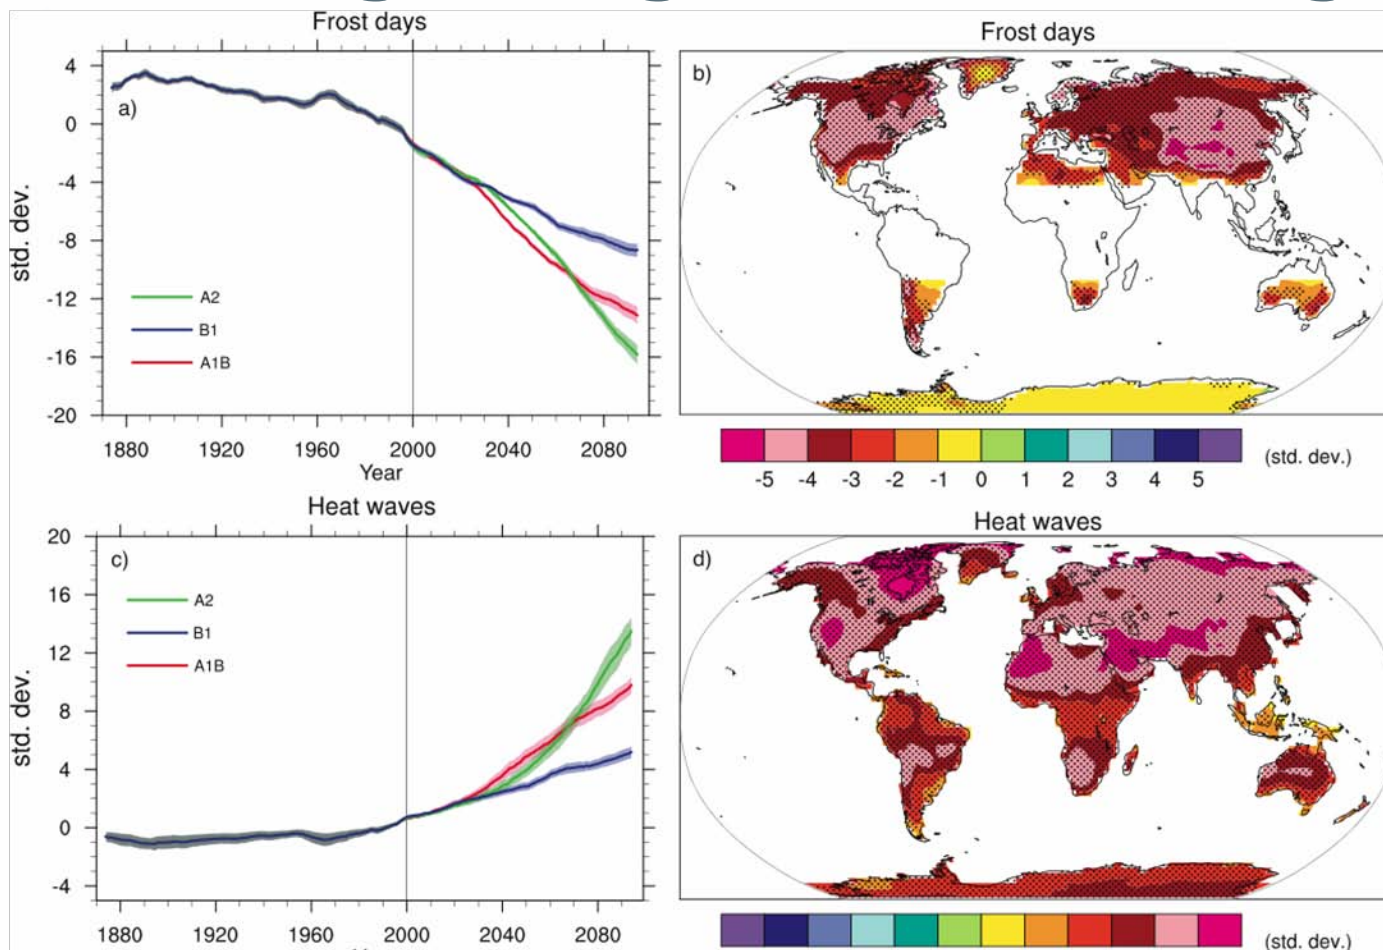 Frost days
4
0
-4
-8
-12
-16
-20
std. dev.
a)
A2
B1
A1B
1880 1920 1960 2000 2040 2080
Year
Frost days
b)
-5 -4 -3 -2 -1 0 1 2 3 4 5
(std. dev.)
Heat waves
20
16
12
8
4
0
-4
std. dev.
c)
A2
B1
A1B
1880 1920 1960 2000 2040 2080
Heat waves
d)
(std. dev.)